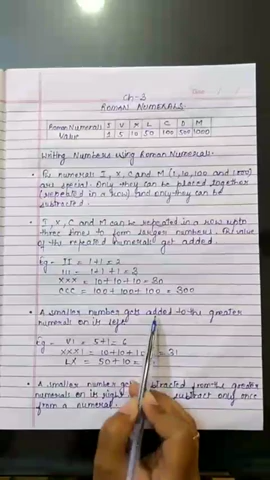 Ch-3
ROMAN NUMERALS
Roman Numerals I V X L C D M
Value 1 5 10 50 100 500 1000
Writing Numbers using Roman Numerals
The numerals I, X, C and M (1, 10, 100 and 1000)
are special. Only they can be placed together
(repeated in a row) and only they can be
subtracted.
I, X, C and M can be repeated in a row upto
three times to form larger numbers. The value
of the repeated numerals get added.
Eg - II = 1+1 = 2
III = 1+1+1 = 3
XXX = 10+10+10 = 30
CCC = 100+100+100 = 300
A smaller number gets added to the greater
numeral on its left
Eg - VI = 5+1 = 6
XXXI = 10+10+10 = 31
LX = 50+10 =
A smaller number gets subtracted from the greater
numeral on its right subtract only once
from a numeral.